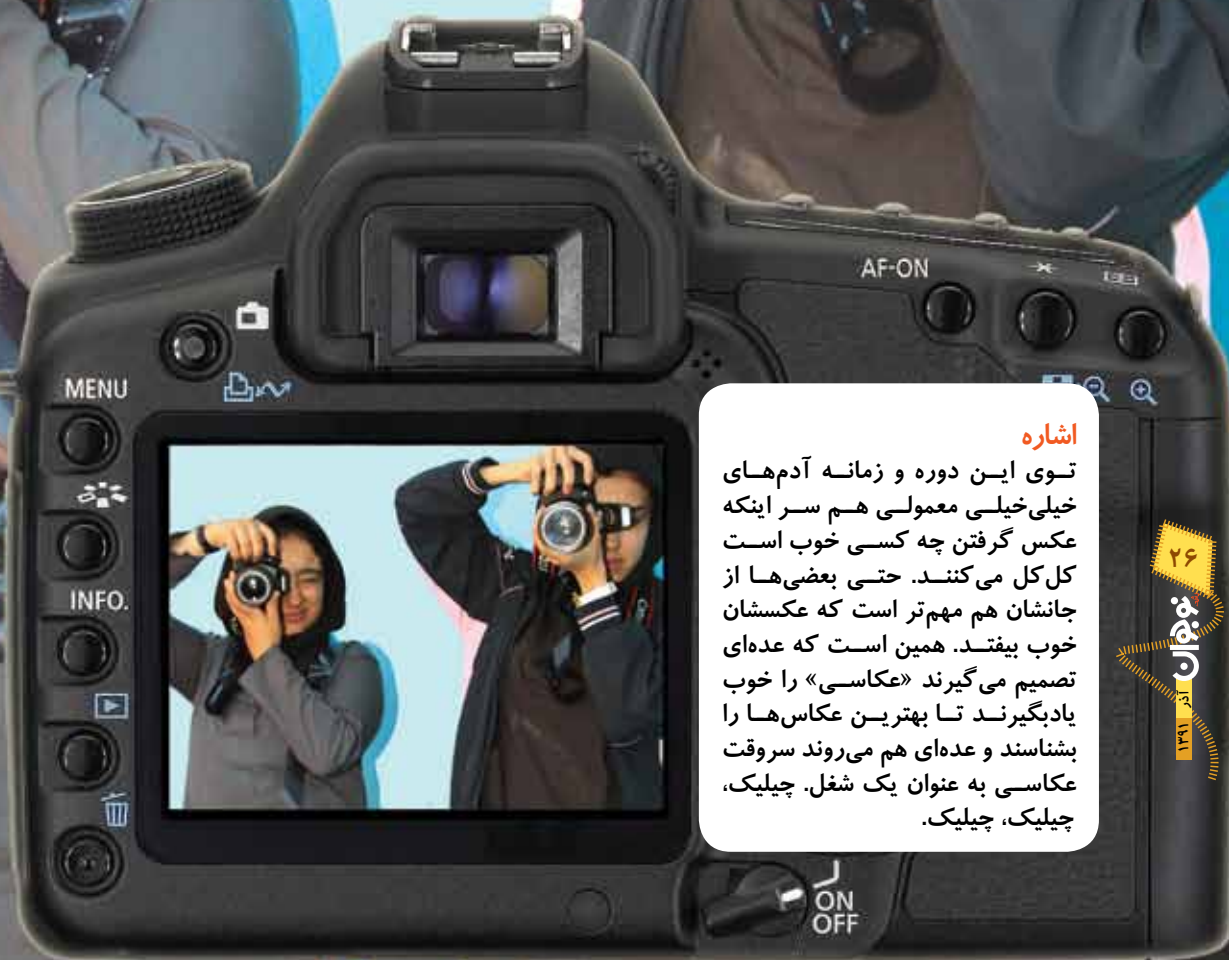 AF-ON
MENU
INFO.
ON
OFF
اشاره
توی این دوره و زمانه آدم‌های
خیلی‌خیلی معمولی هم سر اینکه
عکس گرفتن چه کسی خوب است
کل‌کل می‌کنند. حتی بعضی‌ها از
جانشان هم مهم‌تر است که عکسشان
خوب بیفتد. همین است که عده‌ای
تصمیم می‌گیرند «عکاسی» را خوب
یادبگیرند تا بهترین عکاس‌ها را
بشناسند و عده‌ای هم می‌روند سروقت
عکاسی به عنوان یک شغل. چیلیک،
چیلیک، چیلیک.
۲۶
نوجوان
آذر
۱۳۹۱